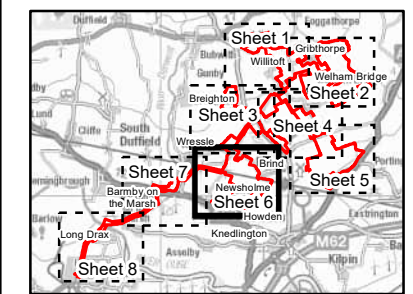 Duffield
Foggathorpe
Sheet 1
Gribthorpe
Bubwith
Willitoft
Gunby
Welham Bridge
Breighton
Sheet 2
Sheet 3
Cliffe
South
Duffield
Sheet 4
Wressle
Brind
Sheet 7
Sheet 5
Barmby on
the Marsh
Newsholme
Sheet 6
Howden
Eastrington
Barlow
Long Drax
Knedlington
M62
Asselby
Kilpin
Sheet 8